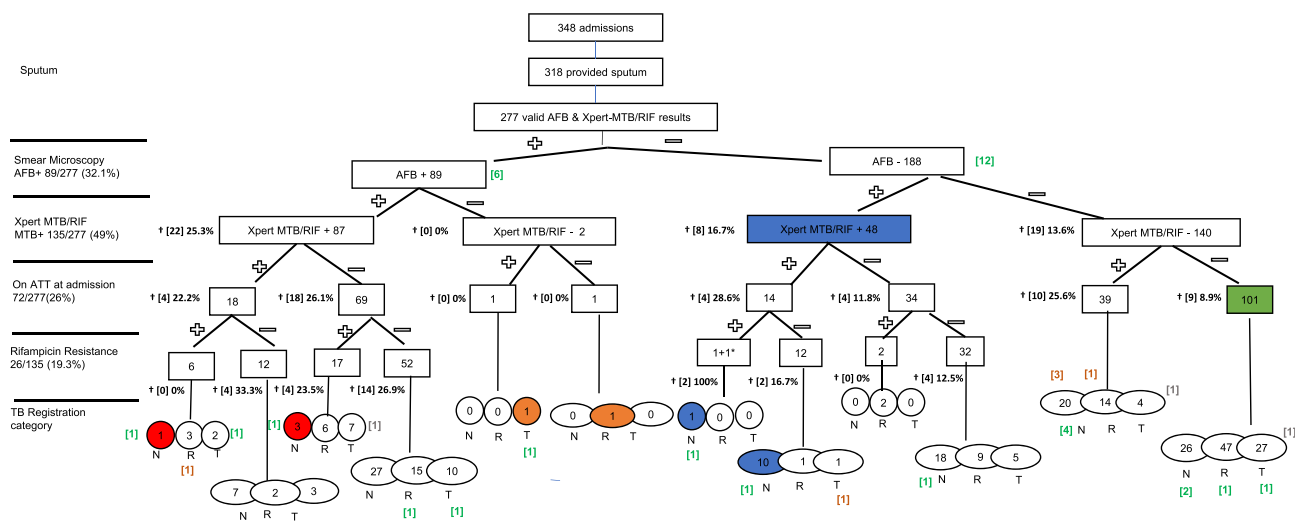 348 admissions
Sputum
318 provided sputum
277 valid AFB & Xpert-MTB/RIF results
Smear Microscopy
AFB+ 89/277 (32.1%)
AFB + 89
[6]
AFB - 188
[12]
Xpert MTB/RIF
MTB+ 135/277 (49%)
† [22] 25.3%
Xpert MTB/RIF + 87
† [0] 0%
Xpert MTB/RIF - 2
† [8] 16.7%
Xpert MTB/RIF + 48
† [19] 13.6%
Xpert MTB/RIF - 140
On ATT at admission
72/277(26%)
† [4] 22.2%
18
† [18] 26.1%
69
† [0] 0%
1
† [0] 0%
1
† [4] 28.6%
14
† [4] 11.8%
34
† [10] 25.6%
39
† [9] 8.9%
101
Rifampicin Resistance
26/135 (19.3%)
6
12
17
52
1+1*
12
2
32
† [0] 0%
† [4] 33.3%
† [4] 23.5%
† [14] 26.9%
† [2] 100%
† [2] 16.7%
† [0] 0%
† [4] 12.5%
TB Registration
category
[1] 1 3 2 [1]
N R T
[1]
7 2 3
N R T
[1] 3 6 7 [1]
N R T
27 15 10
N R T
[1] [1]
0 0 1
N R T
[1]
0 1 0
N R T
1 0 0
N R T
[1]
10 1 1
[1] N R T
[1]
0 2 0
N R T
18 9 5
[1] N R T
[3] [1]
20 14 4 [1]
[4] N R T
26 47 27 [1]
N R T
[2] [1] [1]